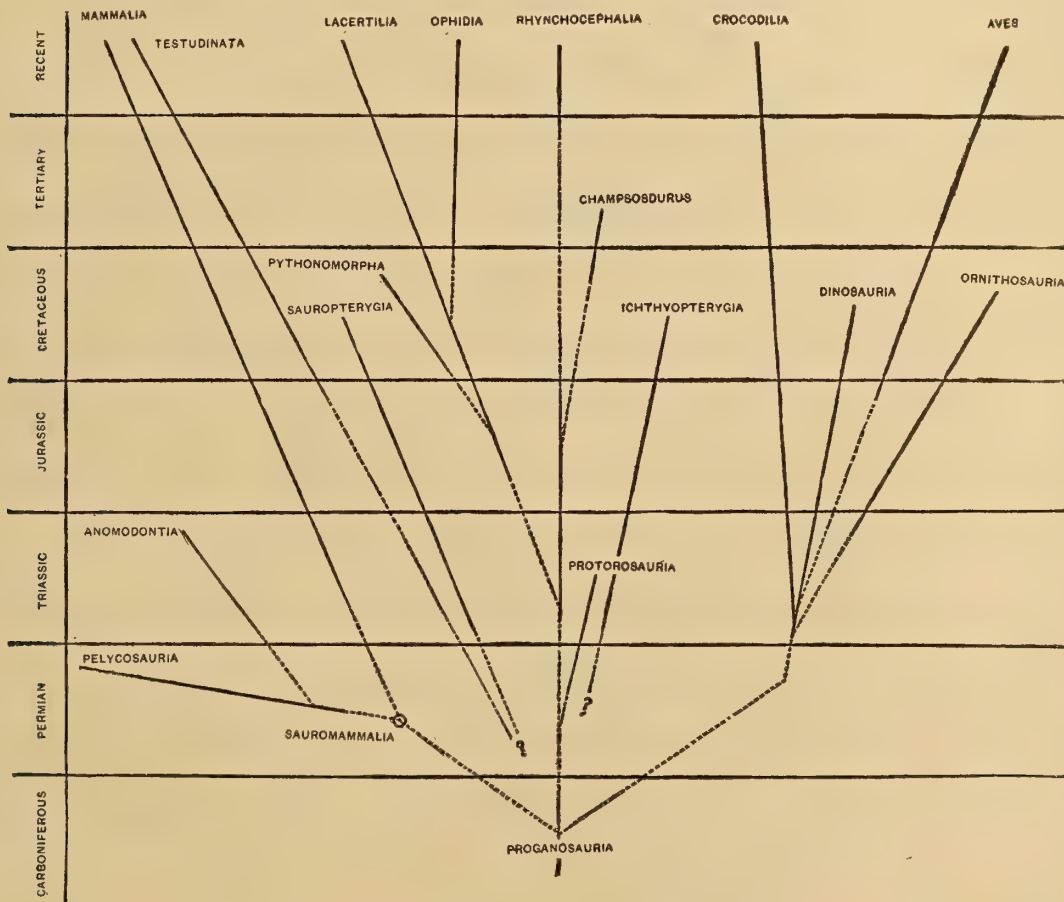 MAMMALIA
TESTUDINATA
LACERTILIA
OPHIDIA
RHYNCHOCEPHALIA
CROCODILIA
AVES
RECENT
TERTIARY
CHAMPSOSDURUS
CRETACEOUS
PYTHONOMORPHA
SAUROPTERYGIA
ICHTHYOPTERYGIA
DINOSAURIA
ORNITHOSAURIA
JURASSIC
TRIASSIC
ANOMODONTIA
PROTOROSAURIA
PERMIAN
PELYCOSAURIA
SAUROMAMMALIA
?
?
CARBONIFEROUS
PROGANOSAURIA